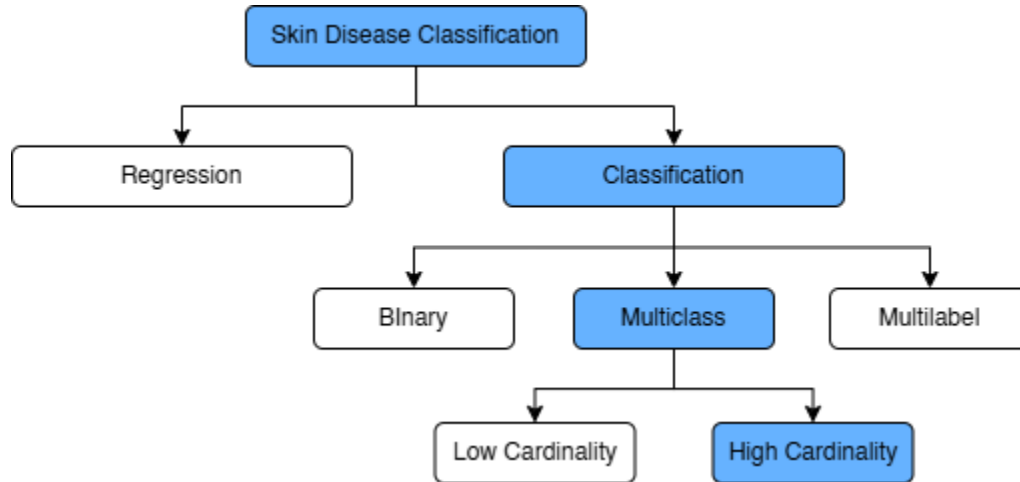 Skin Disease Classification
Regression
Classification
BInary
Multiclass
Multilabel
Low Cardinality
High Cardinality